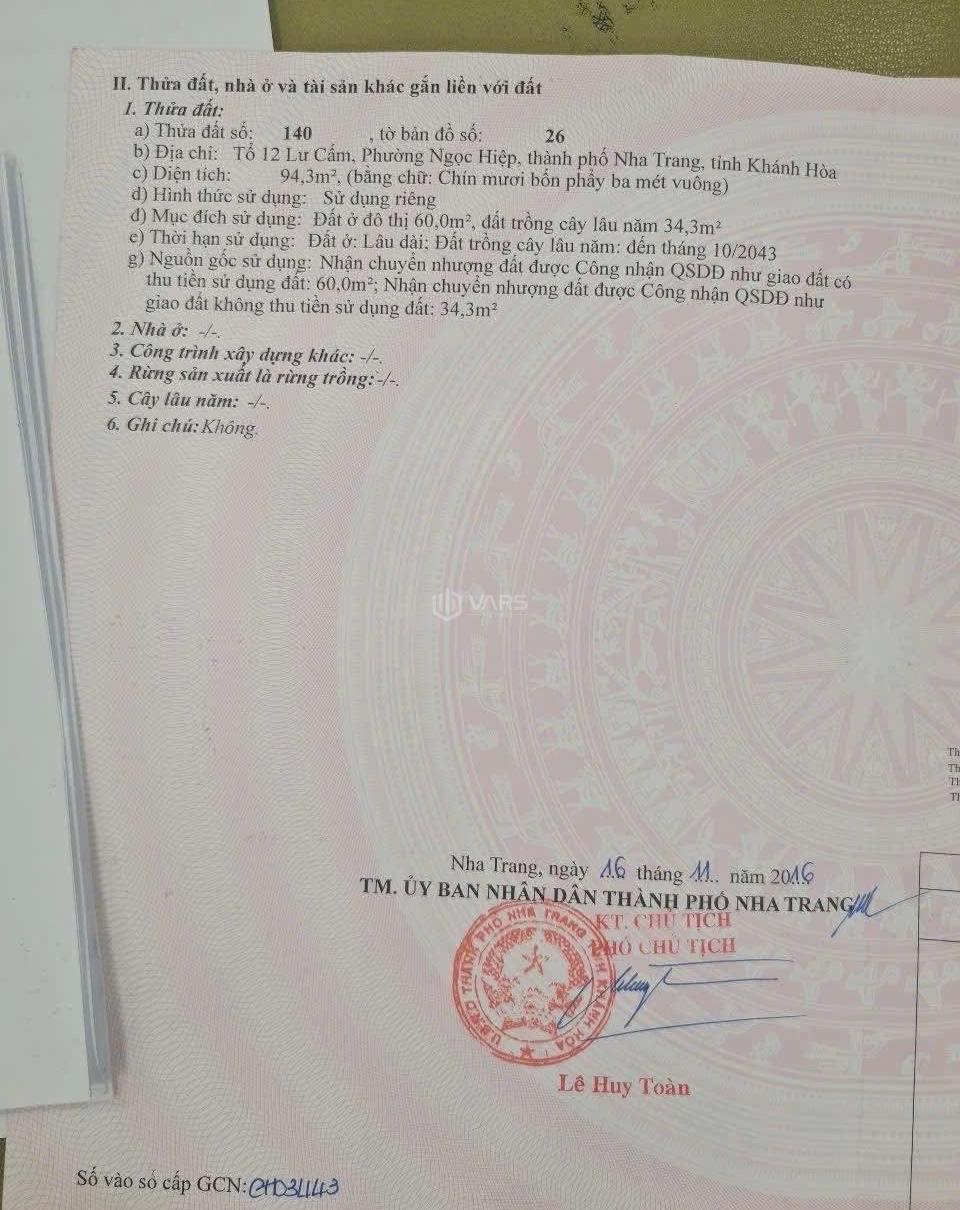 II. Thửa đất, nhà ở và tài sản khác gắn liền với đất
1. Thửa đất:
a) Thửa đất số: 140 , tờ bản đồ số: 26
b) Địa chỉ: Tổ 12 Lư Cấm, Phường Ngọc Hiệp, thành phố Nha Trang, tỉnh Khánh Hòa
c) Diện tích: 94,3m², (bằng chữ: Chín mươi bốn phẩy ba mét vuông)
d) Hình thức sử dụng: Sử dụng riêng
đ) Mục đích sử dụng: Đất ở đô thị 60,0m², đất trồng cây lâu năm 34,3m²
e) Thời hạn sử dụng: Đất ở: Lâu dài; Đất trồng cây lâu năm: đến tháng 10/2043
g) Nguồn gốc sử dụng: Nhận chuyển nhượng đất được Công nhận QSDĐ như giao đất có
thu tiền sử dụng đất: 60,0m²; Nhận chuyển nhượng đất được Công nhận QSDĐ như
giao đất không thu tiền sử dụng đất: 34,3m²
2. Nhà ở: -/-.
3. Công trình xây dựng khác: -/-.
4. Rừng sản xuất là rừng trồng: -/-.
5. Cây lâu năm: -/-.
6. Ghi chú: Không.
VARS
Nha Trang, ngày 16 tháng 11.. năm 2016
TM. ỦY BAN NHÂN DÂN THÀNH PHỐ NHA TRANG
KT. CHỦ TỊCH
PHÓ CHỦ TỊCH
U.B.N.D THÀNH PHỐ NHA TRANG TỈNH KHÁNH HÒA
Lê Huy Toàn
Số vào sổ cấp GCN: